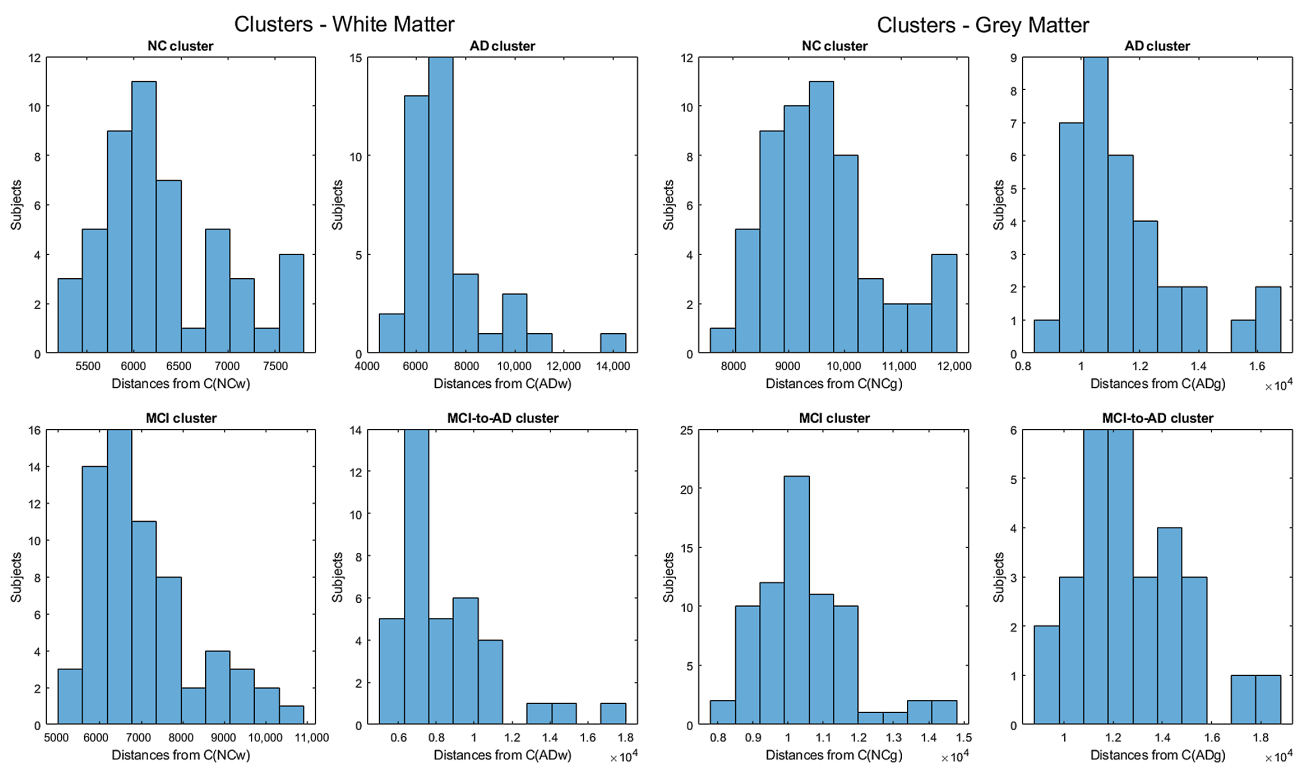 Clusters - White Matter
Clusters - Grey Matter
NC cluster
12
10
8
6
4
2
0
Subjects
5500 6000 6500 7000 7500
Distances from C(NCw)
AD cluster
15
10
5
0
Subjects
4000 6000 8000 10,000 12,000 14,000
Distances from C(ADw)
NC cluster
12
10
8
6
4
2
0
Subjects
8000 9000 10,000 11,000 12,000
Distances from C(NCg)
AD cluster
9
8
7
6
5
4
3
2
1
0
Subjects
1 1.2 1.4 1.6
Distances from C(ADg)
×10⁴
MCI cluster
16
14
12
10
8
6
4
2
0
Subjects
5000 6000 7000 8000 9000 10,000 11,000
Distances from C(NCw)
MCI-to-AD cluster
14
12
10
8
6
4
2
0
Subjects
0.6 0.8 1 1.2 1.4 1.6 1.8
Distances from C(ADw)
×10⁴
MCI cluster
25
20
15
10
5
0
Subjects
0.8 0.9 1 1.1 1.2 1.3 1.4 1.5
Distances from C(NCg)
×10⁴
MCI-to-AD cluster
6
5
4
3
2
1
0
Subjects
1 1.2 1.4 1.6 1.8
Distances from C(ADg)
×10⁴